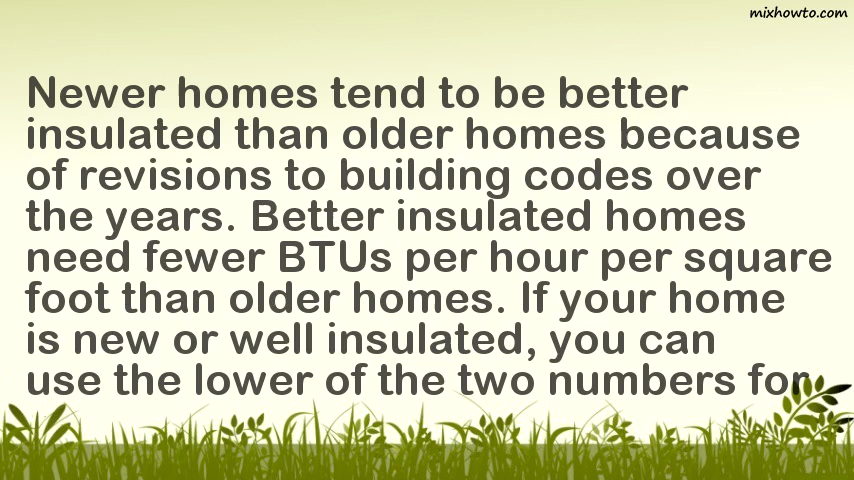 mixhowto.com
Newer homes tend to be better
insulated than older homes because
of revisions to building codes over
the years. Better insulated homes
need fewer BTUs per hour per square
foot than older homes. If your home
is new or well insulated, you can
use the lower of the two numbers for